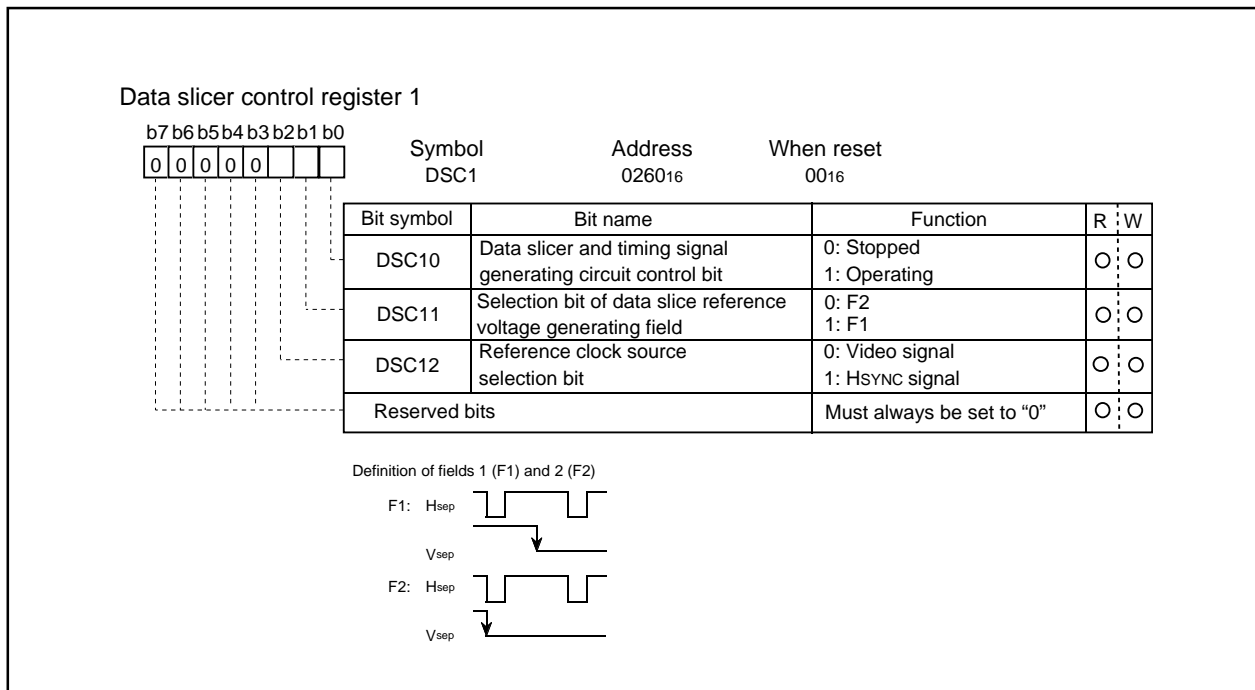 Data slicer control register 1
b7 b6 b5 b4 b3 b2 b1 b0
0 0 0 0 0
Symbol Address When reset
DSC1 026016 0016
Bit symbol Bit name Function R W
DSC10 Data slicer and timing signal 0: Stopped
generating circuit control bit 1: Operating
DSC11 Selection bit of data slice reference 0: F2
voltage generating field 1: F1
DSC12 Reference clock source 0: Video signal
selection bit 1: HSYNC signal
Reserved bits Must always be set to “0”
Definition of fields 1 (F1) and 2 (F2)
F1: Hsep
Vsep
F2: Hsep
Vsep